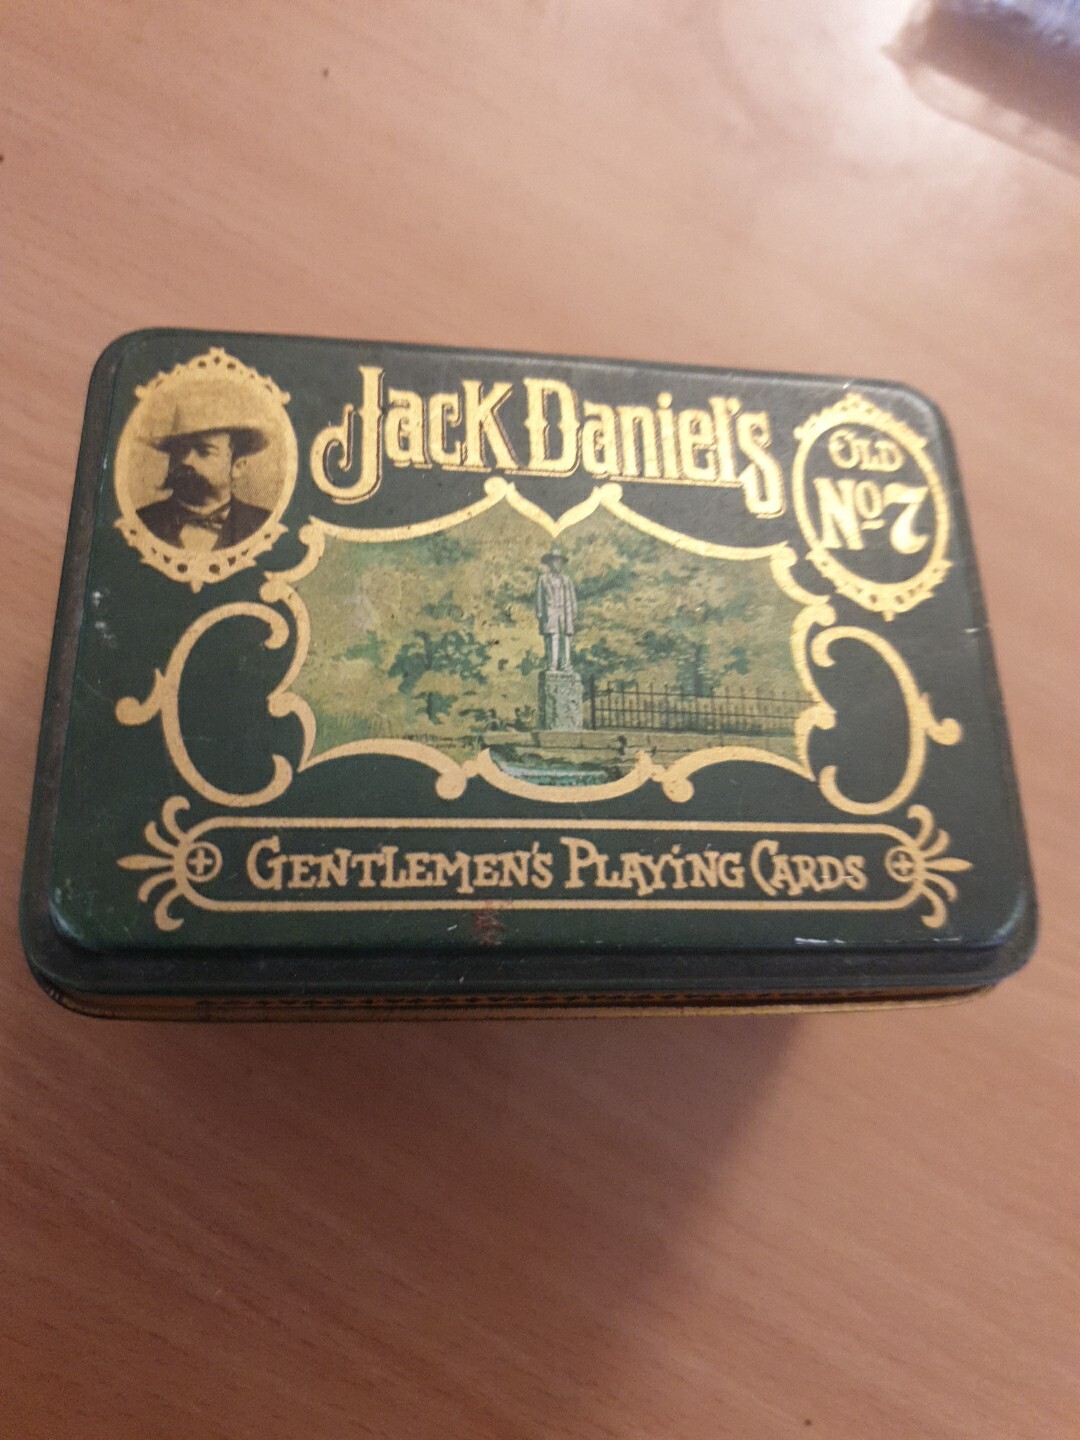 Jack Daniel's
OLD
No 7
GENTLEMEN'S PLAYING CARDS